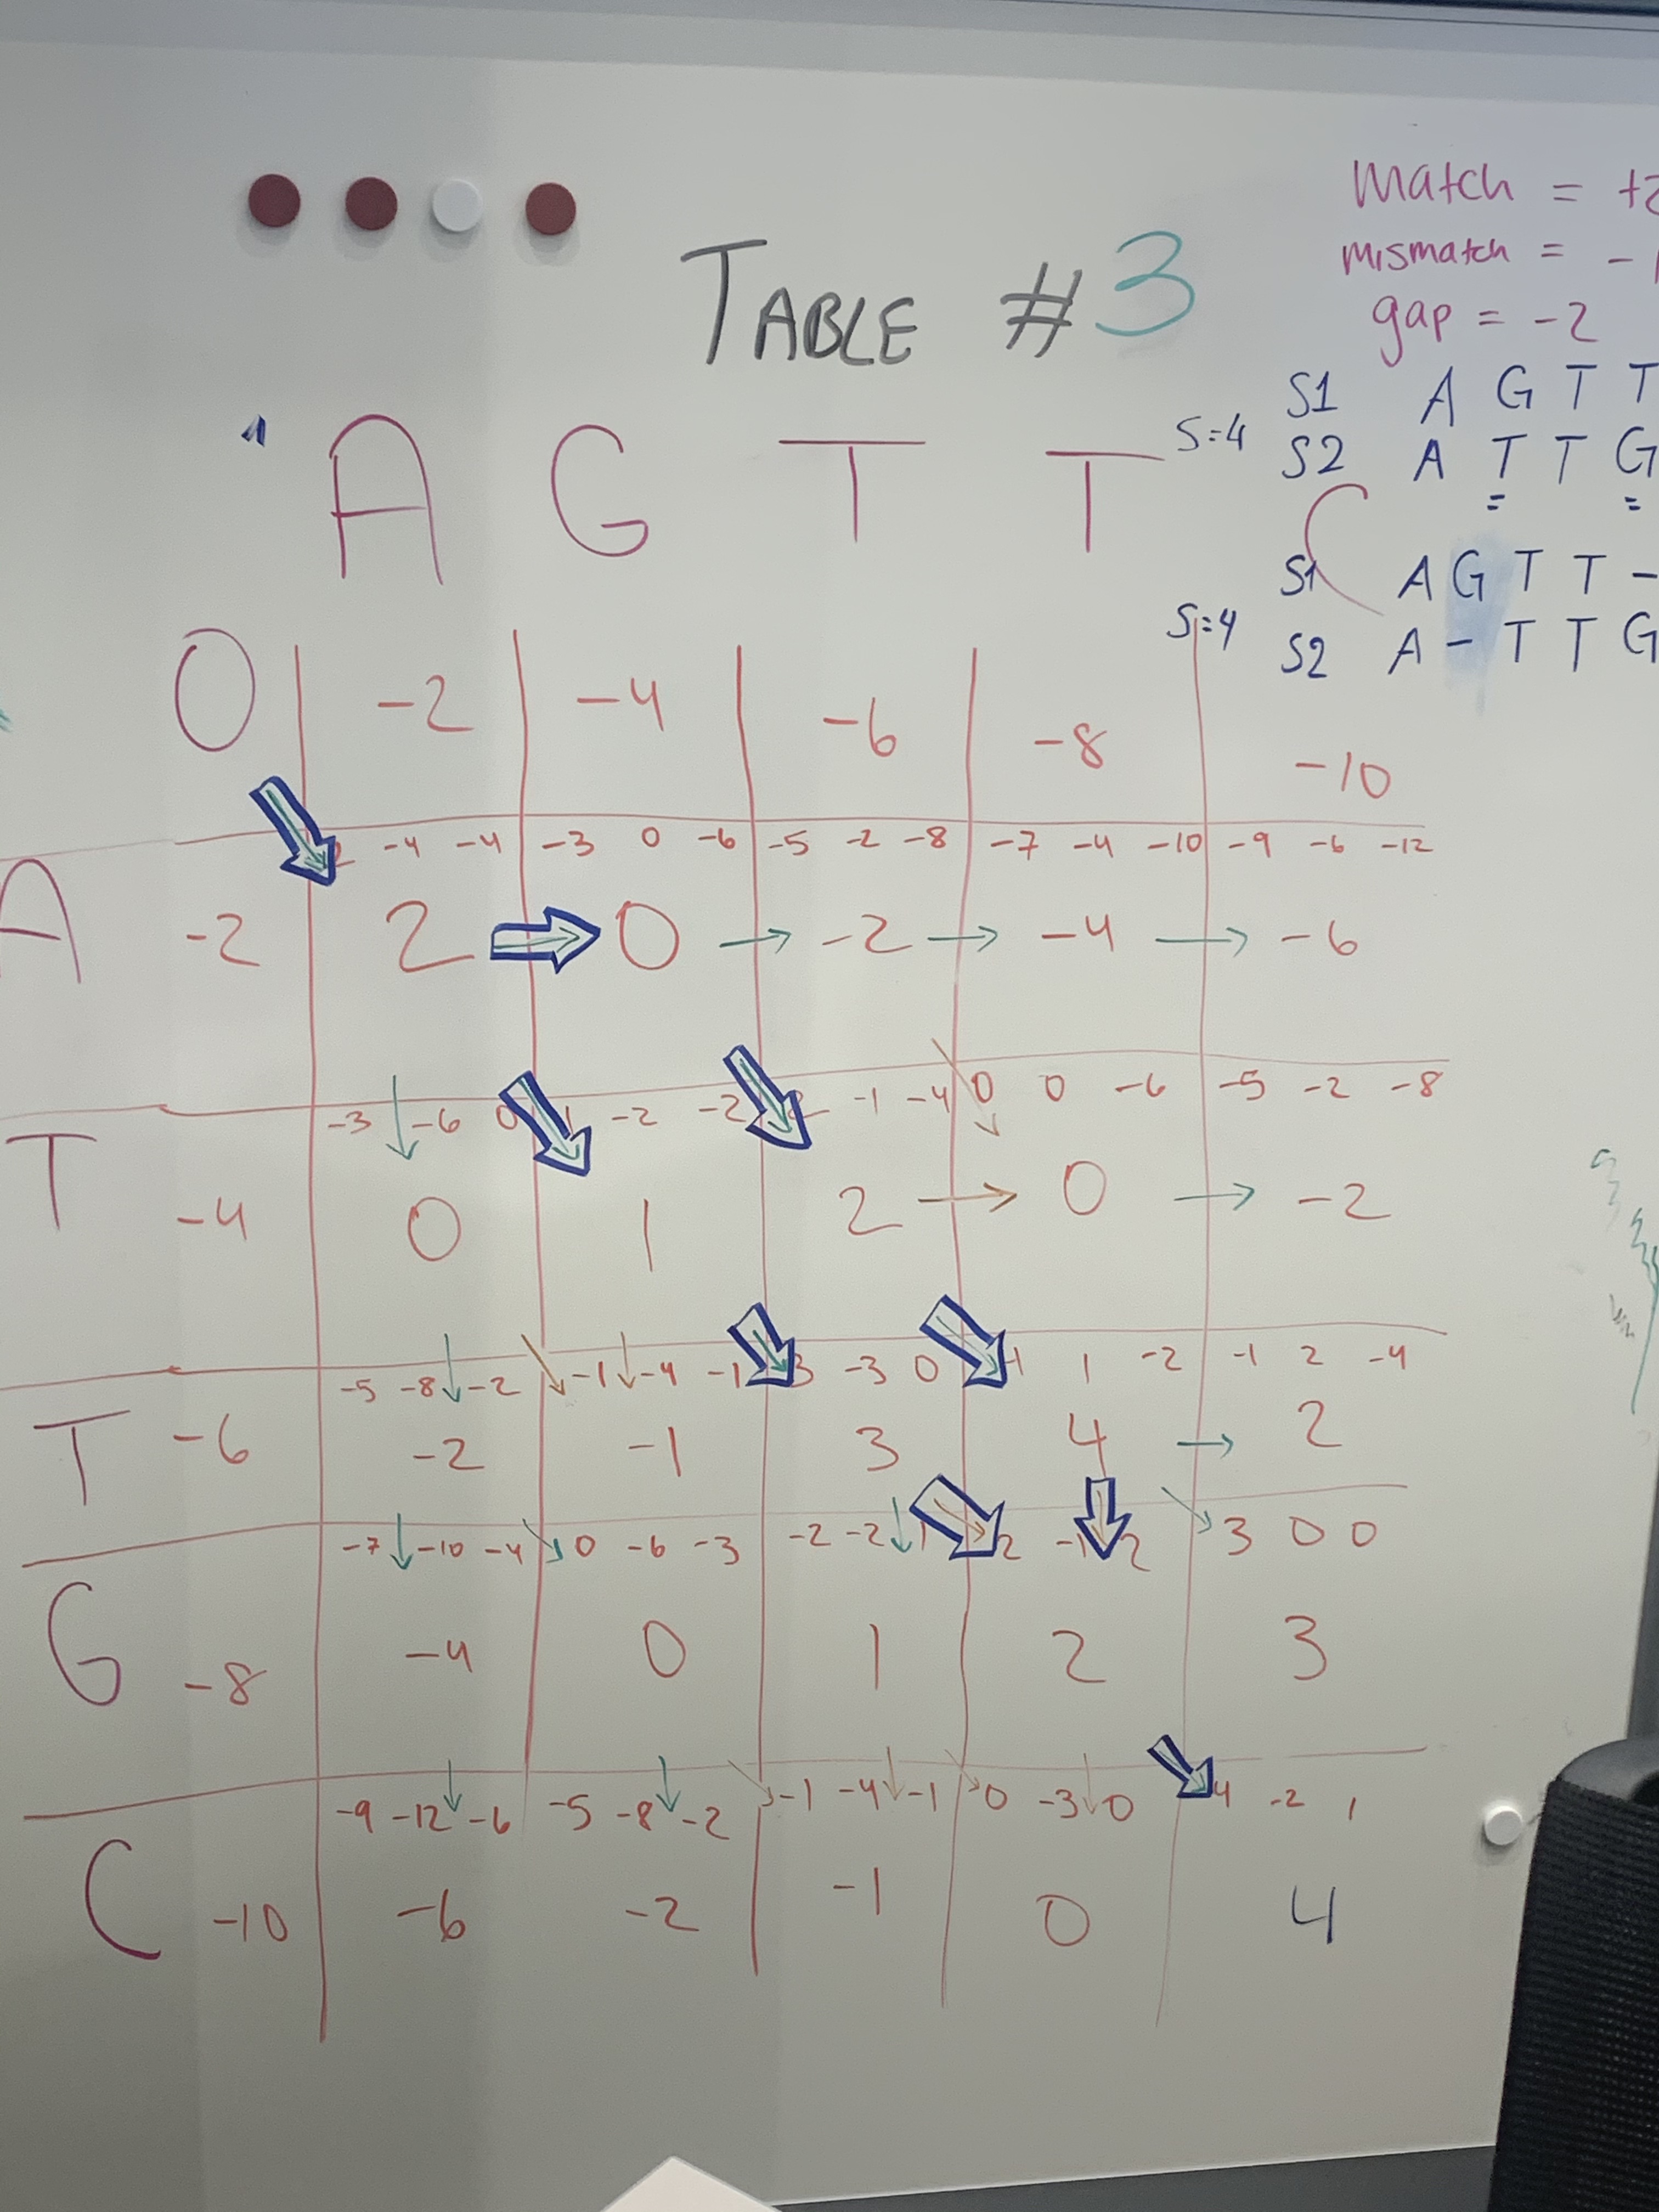 Match = +2
mismatch = -1
gap = -2
TABLE #3
S1 A G T T
S=4
S2 A T T G
= =
A G T T C
S1 A G T T -
S=4
S2 A - T T G
0 -2 -4 -6 -8 -10
2 -4 -4 -3 0 -6 -5 -2 -8 -7 -4 -10 -9 -6 -12
A -2 2 → 0 → -2 → -4 → -6
-3 -6 0 1 -2 -2 2 -1 -4 0 0 -6 -5 -2 -8
T -4 0 1 2 → 0 → -2
-5 -8 -2 -1 -4 -1 3 -3 0 4 1 -2 -1 2 -4
T -6 -2 -1 3 4 → 2
-7 -10 -4 0 -6 -3 -2 -2 1 2 -1 2 3 0 0
G -8 -4 0 1 2 3
-9 -12 -6 -5 -8 -2 -1 -4 -1 0 -3 0 4 -2 1
C -10 -6 -2 -1 0 4